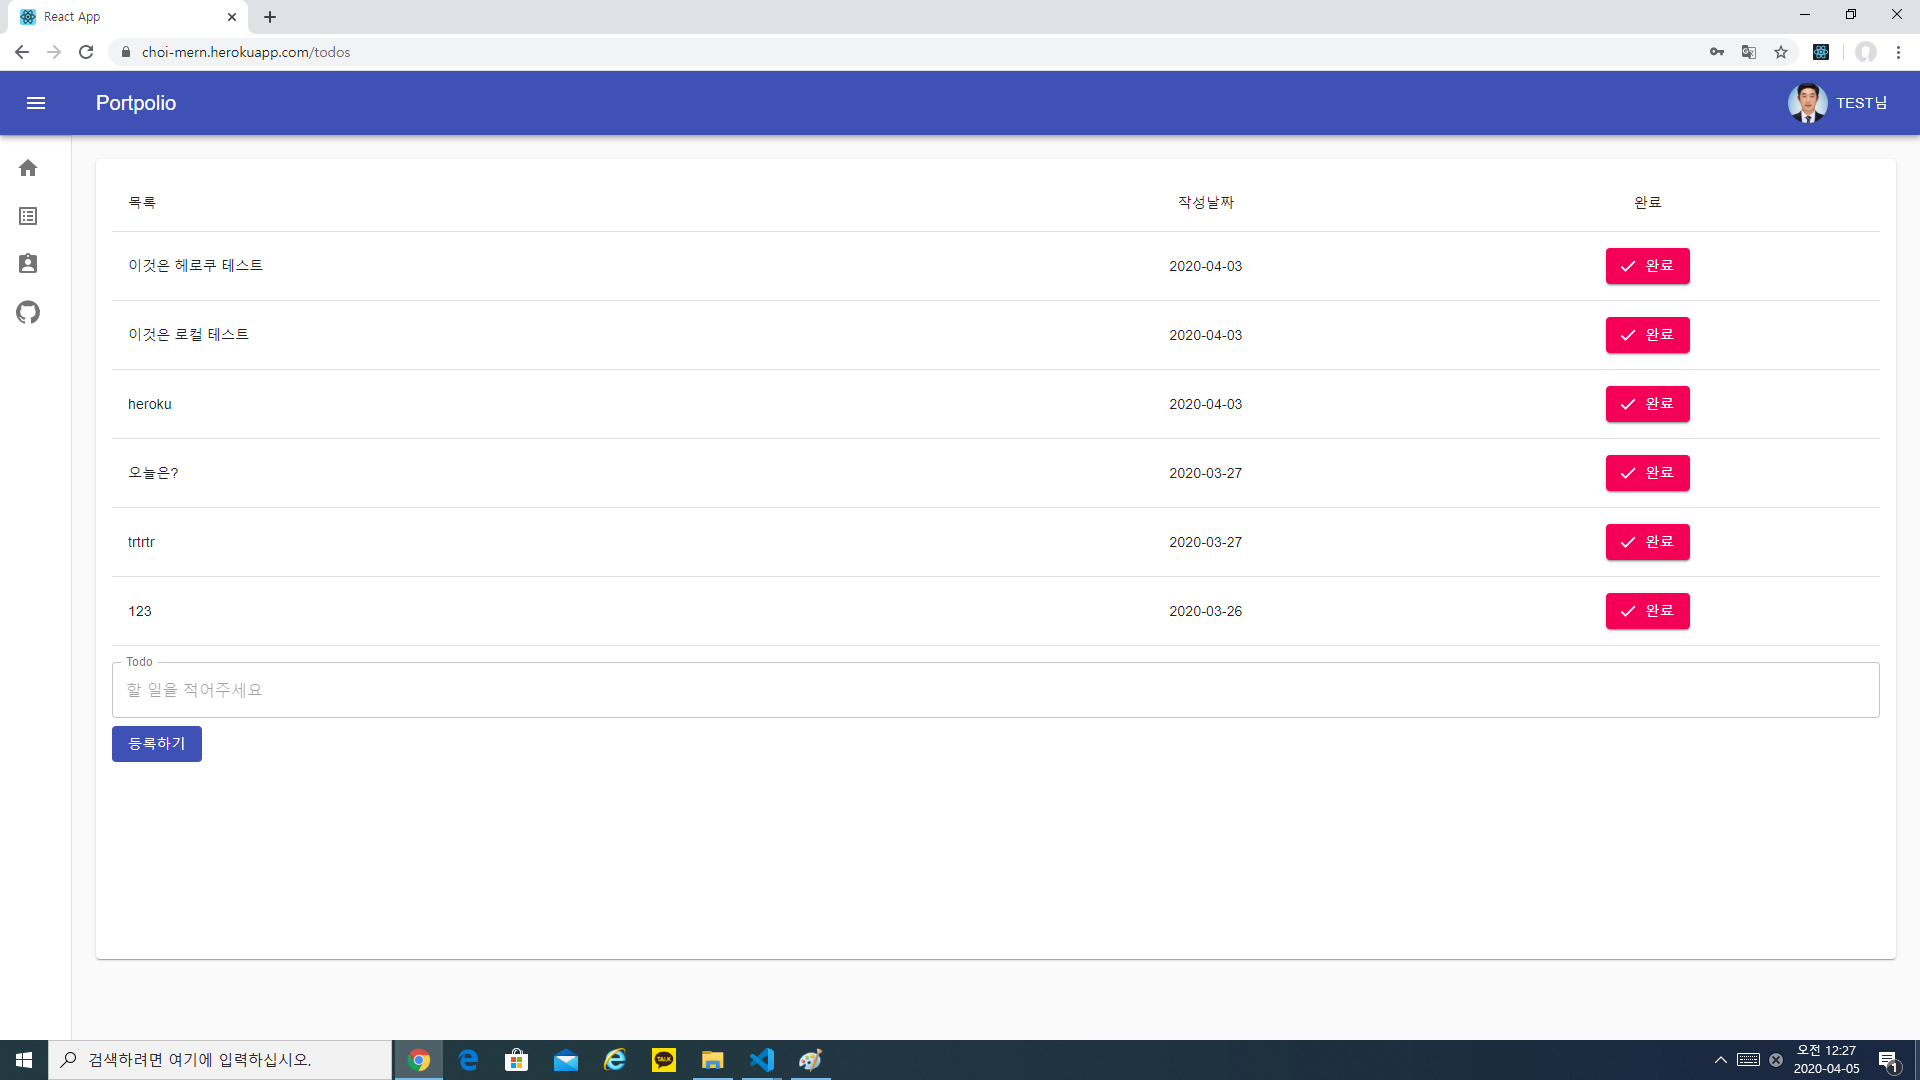 React App
choi-mern.herokuapp.com/todos
Portpolio
TEST님
목록 작성날짜 완료
이것은 헤로쿠 테스트 2020-04-03 완료
이것은 로컬 테스트 2020-04-03 완료
heroku 2020-04-03 완료
오늘은? 2020-03-27 완료
trtrtr 2020-03-27 완료
123 2020-03-26 완료
Todo
할 일을 적어주세요
등록하기
검색하려면 여기에 입력하십시오.
TALK
오전 12:27
2020-04-05
1